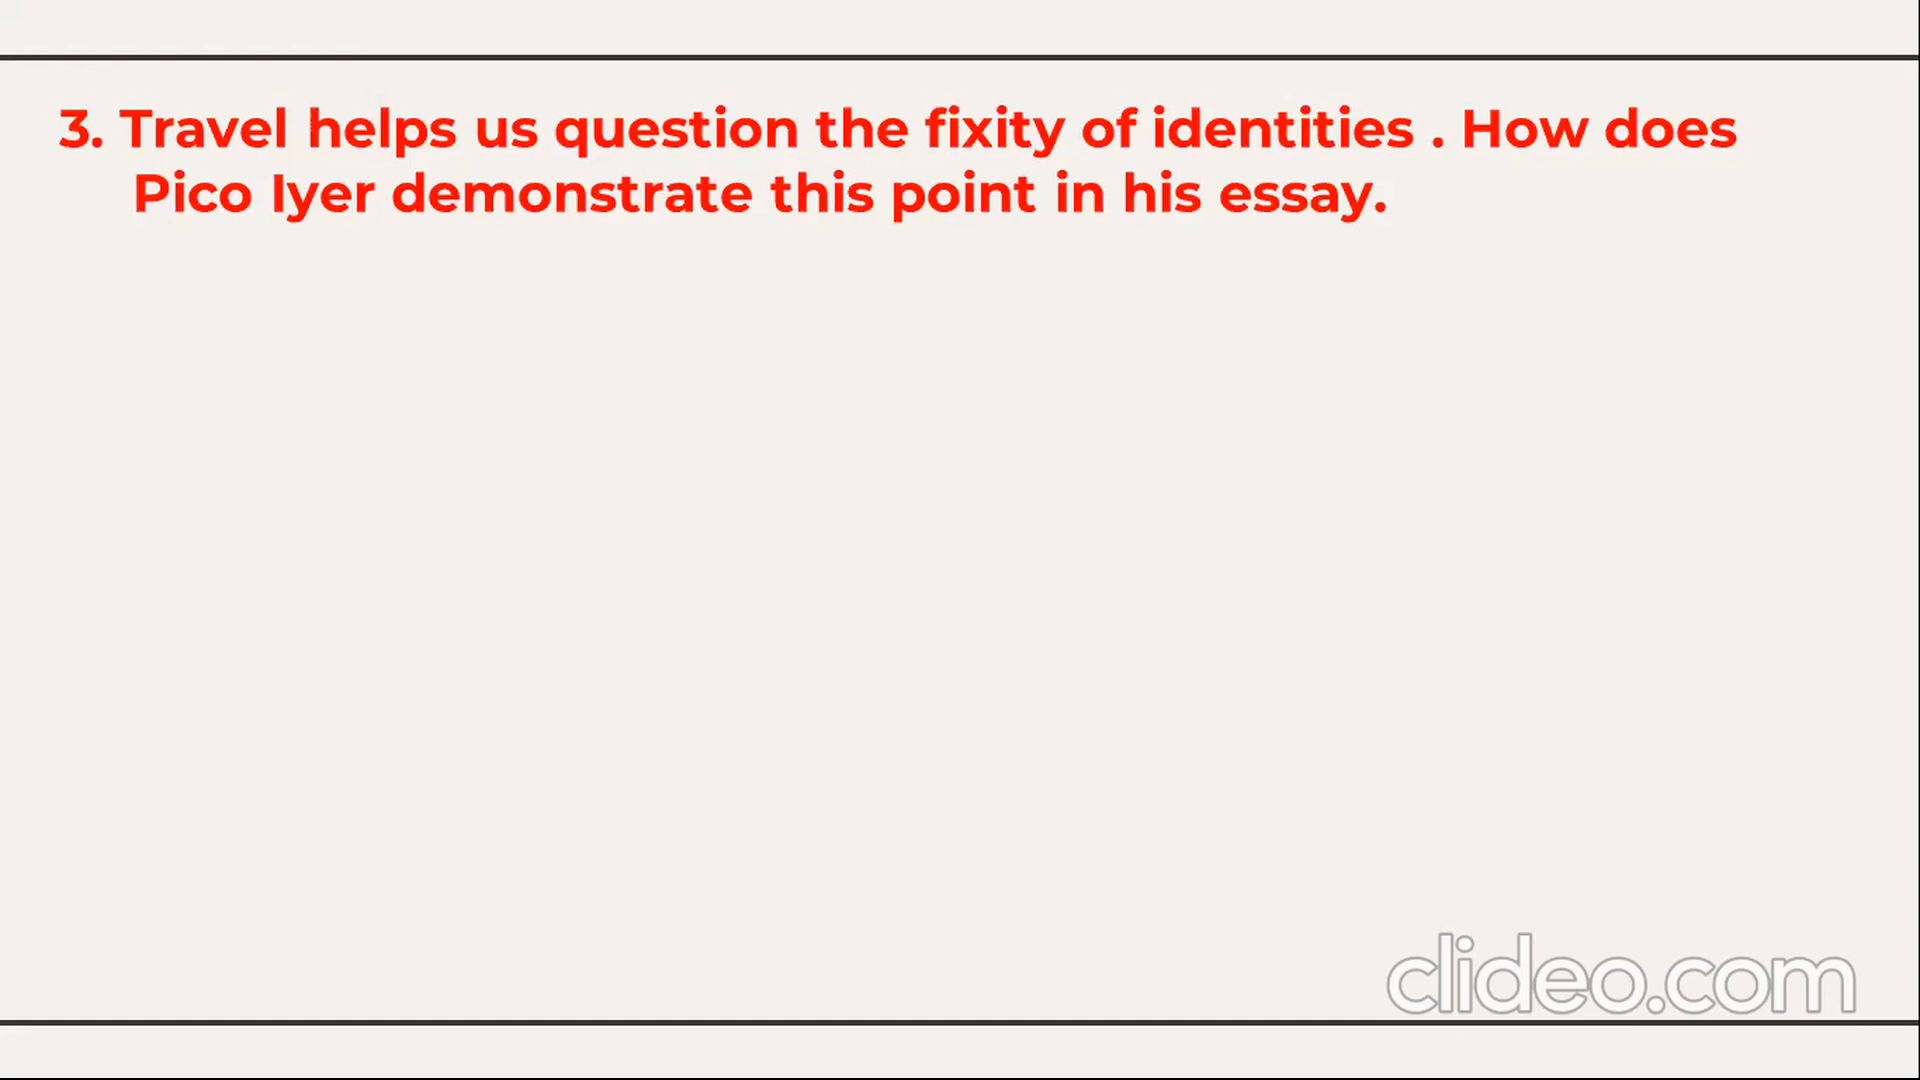 3. Travel helps us question the fixity of identities . How does
Pico Iyer demonstrate this point in his essay.
clideo.com